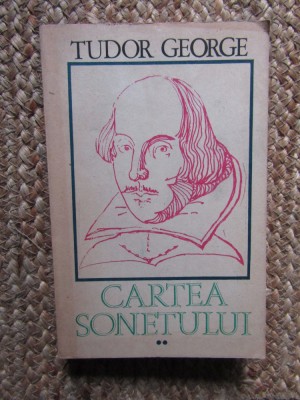 TUDOR GEORGE
CARTEA
SONETULUI
**